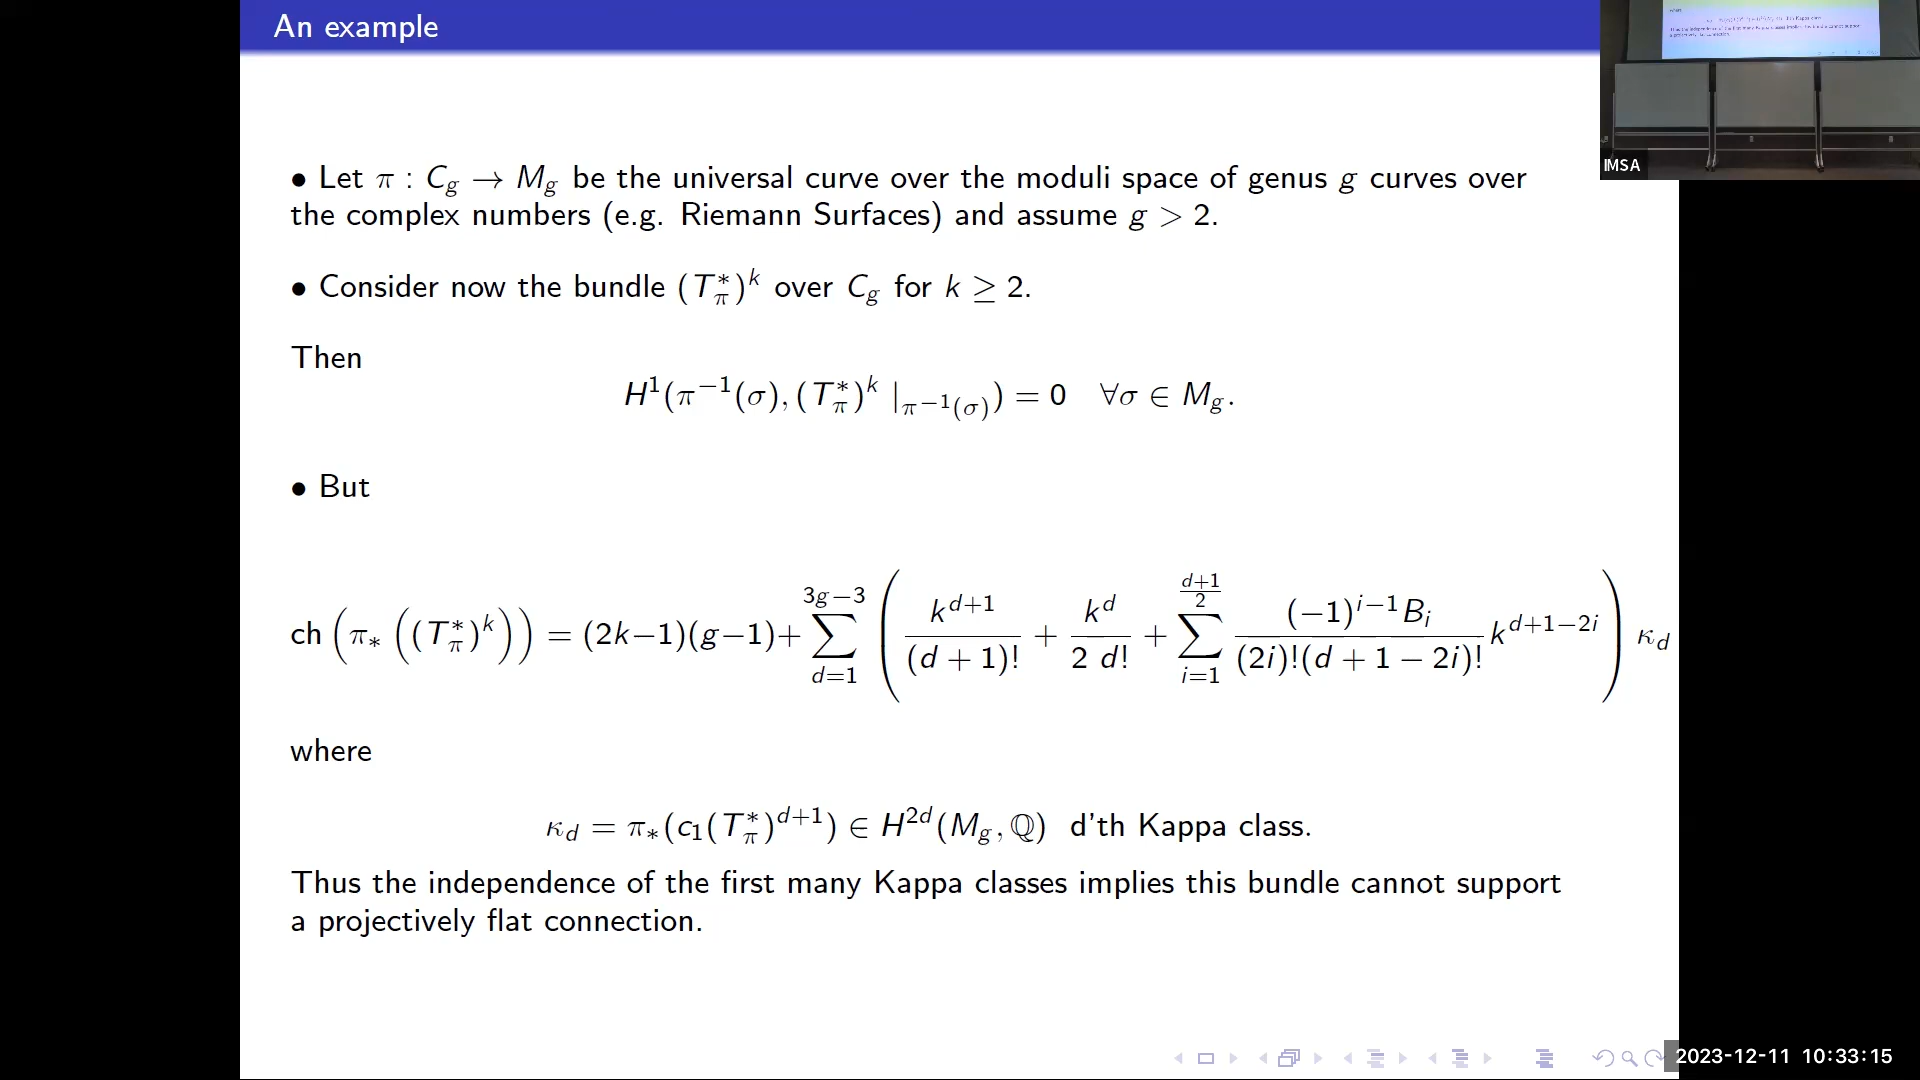 An example
• Let π : C_g → M_g be the universal curve over the moduli space of genus g curves over
the complex numbers (e.g. Riemann Surfaces) and assume g > 2.
• Consider now the bundle (T_π^*)^k over C_g for k ≥ 2.
Then
H^1(π^{−1}(σ), (T_π^*)^k |_{π^{−1}(σ)}) = 0 ∀σ ∈ M_g.
• But
ch(π_*((T_π^*)^k)) = (2k−1)(g−1)+ \sum_{d=1}^{3g−3} ( \frac{k^{d+1}}{(d+1)!} + \frac{k^d}{2 d!} + \sum_{i=1}^{\frac{d+1}{2}} \frac{(−1)^{i−1}B_i}{(2i)!(d+1−2i)!} k^{d+1−2i} ) κ_d
where
κ_d = π_*(c_1(T_π^*)^{d+1}) ∈ H^{2d}(M_g, ℚ) d'th Kappa class.
Thus the independence of the first many Kappa classes implies this bundle cannot support
a projectively flat connection.
IMSA
2023-12-11 10:33:15